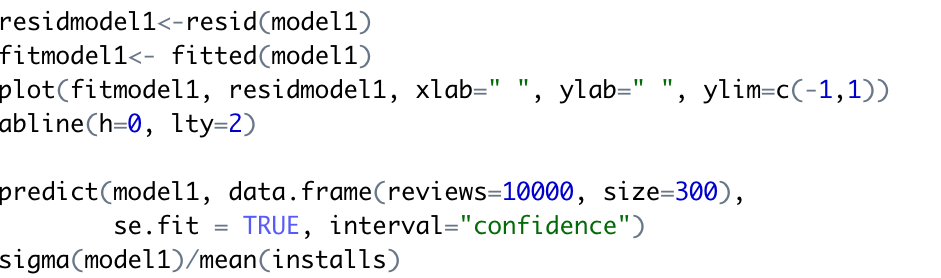 residmodel1<-resid(model1)
fitmodel1<- fitted(model1)
plot(fitmodel1, residmodel1, xlab=" ", ylab=" ", ylim=c(-1,1))
abline(h=0, lty=2)
predict(model1, data.frame(reviews=10000, size=300),
se.fit = TRUE, interval="confidence")
sigma(model1)/mean(installs)